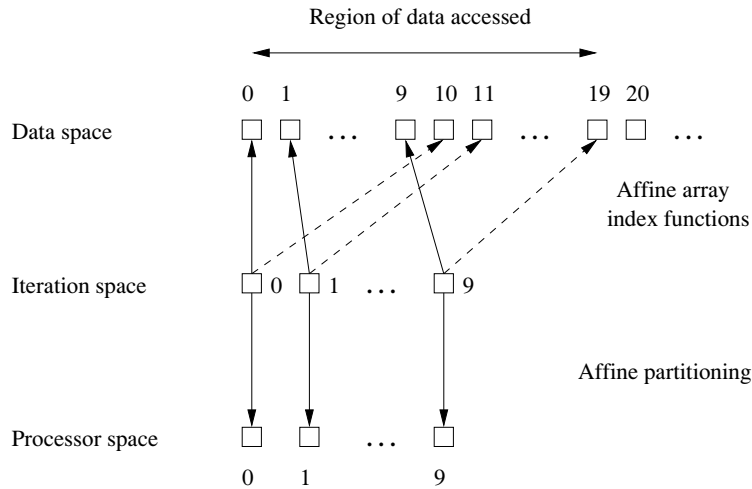 Region of data accessed
0 1 9 10 11 19 20
Data space ... ... ...
Affine array
index functions
Iteration space 0 1 ... 9
Affine partitioning
Processor space ...
0 1 9